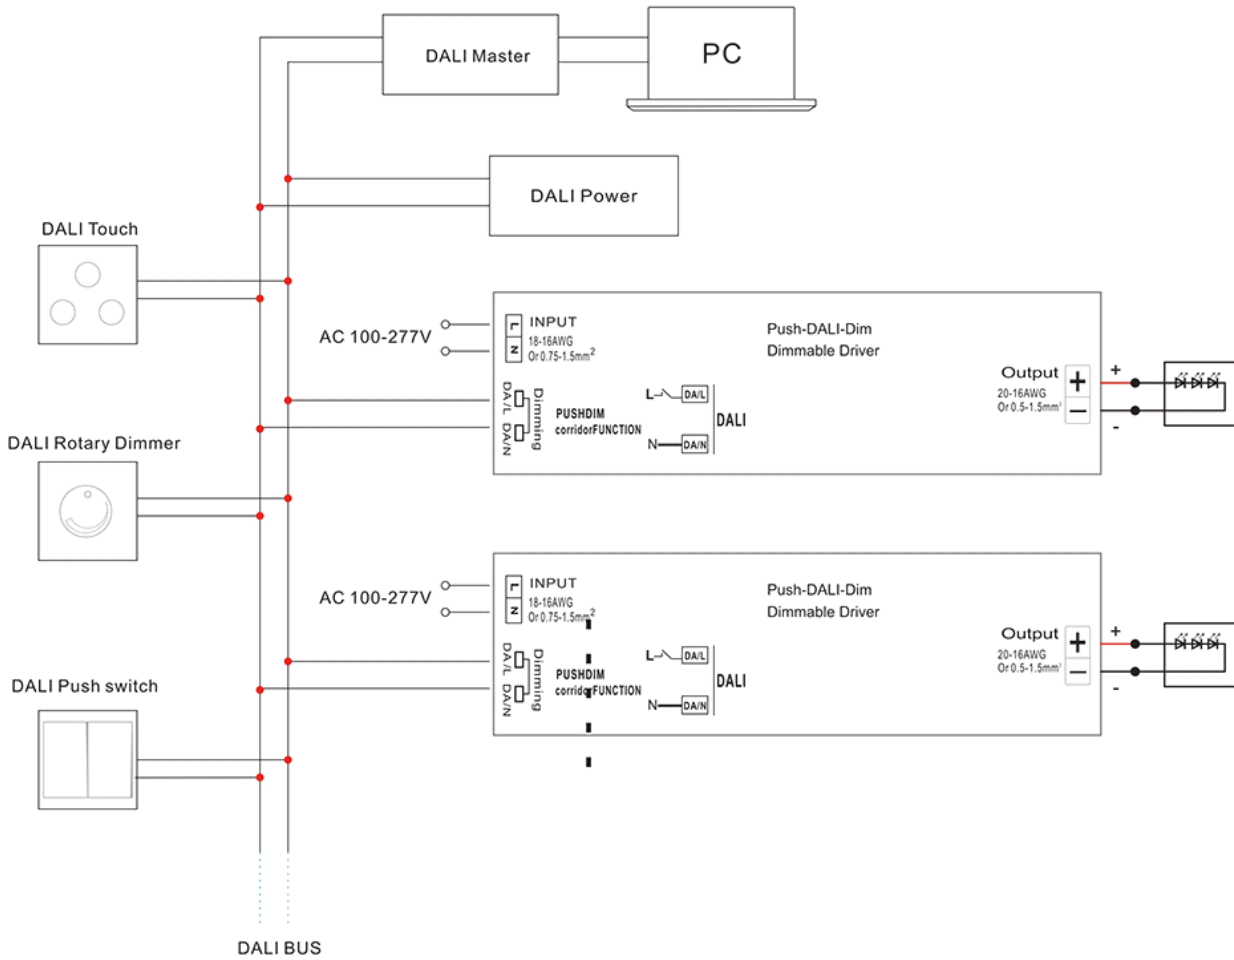 DALI Master
PC
DALI Power
DALI Touch
AC 100-277V
L
N
INPUT
18-16AWG
Or 0.75-1.5mm²
DA/L
DA/N
Dimming
PUSHDIM
corridorFUNCTION
L
DA/L
N
DA/N
DALI
Push-DALI-Dim
Dimmable Driver
Output
20-16AWG
Or 0.5-1.5mm¹
+
−
+
-
DALI Rotary Dimmer
AC 100-277V
L
N
INPUT
18-16AWG
Or 0.75-1.5mm²
DA/L
DA/N
Dimming
PUSHDIM
corridorFUNCTION
L
DA/L
N
DA/N
DALI
Push-DALI-Dim
Dimmable Driver
Output
20-16AWG
Or 0.5-1.5mm¹
+
−
+
-
DALI Push switch
DALI BUS